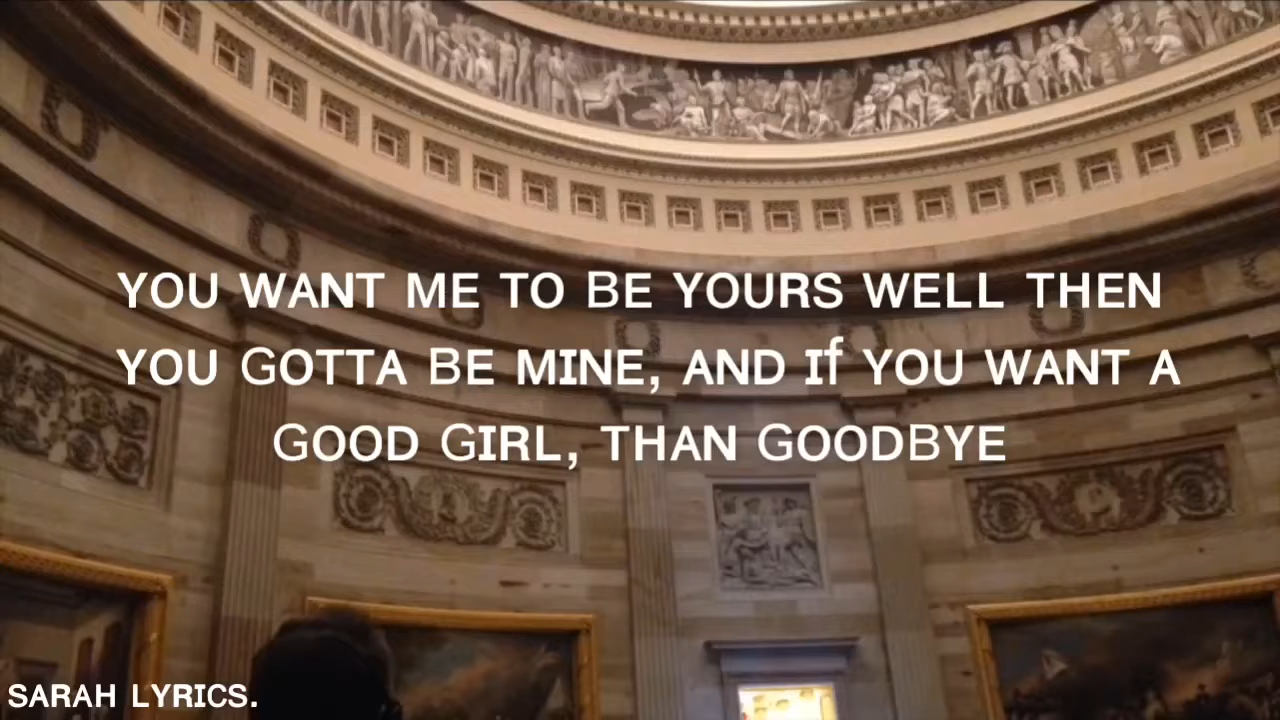 YOU WANT ME TO BE YOURS WELL THEN
YOU GOTTA BE MINE, AND If YOU WANT A
GOOD GIRL, THAN GOODBYE
SARAH LYRICS.